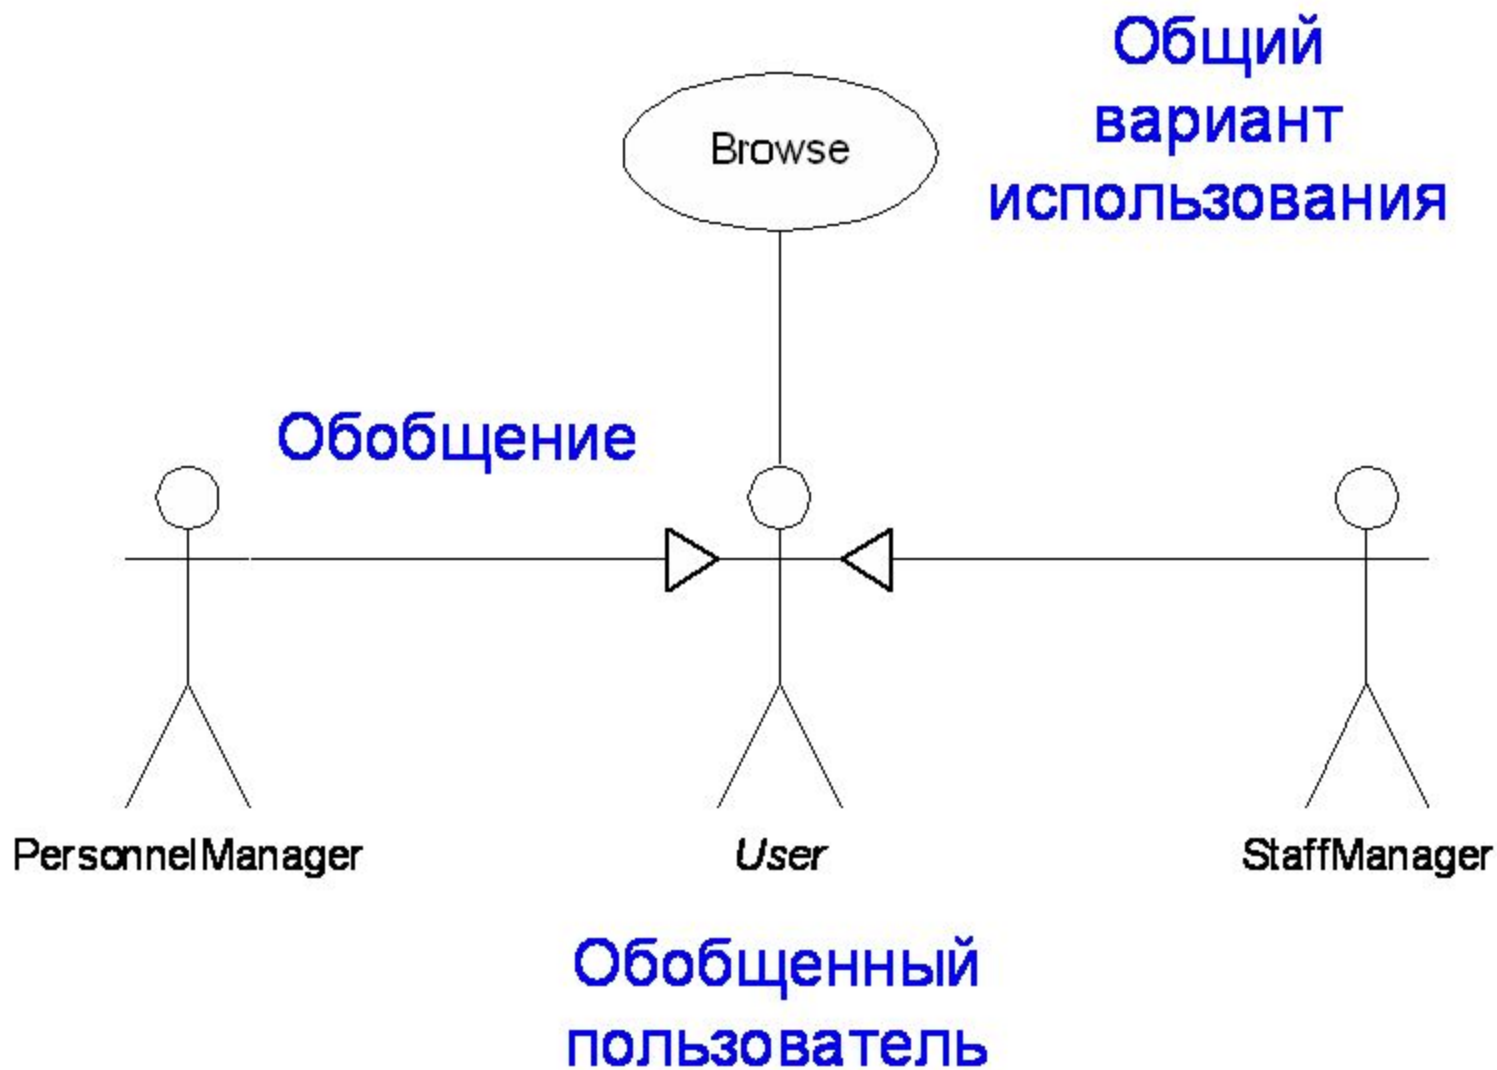 Общий
вариант
использования
Browse
Обобщение
PersonnelManager
User
StaffManager
Обобщенный
пользователь